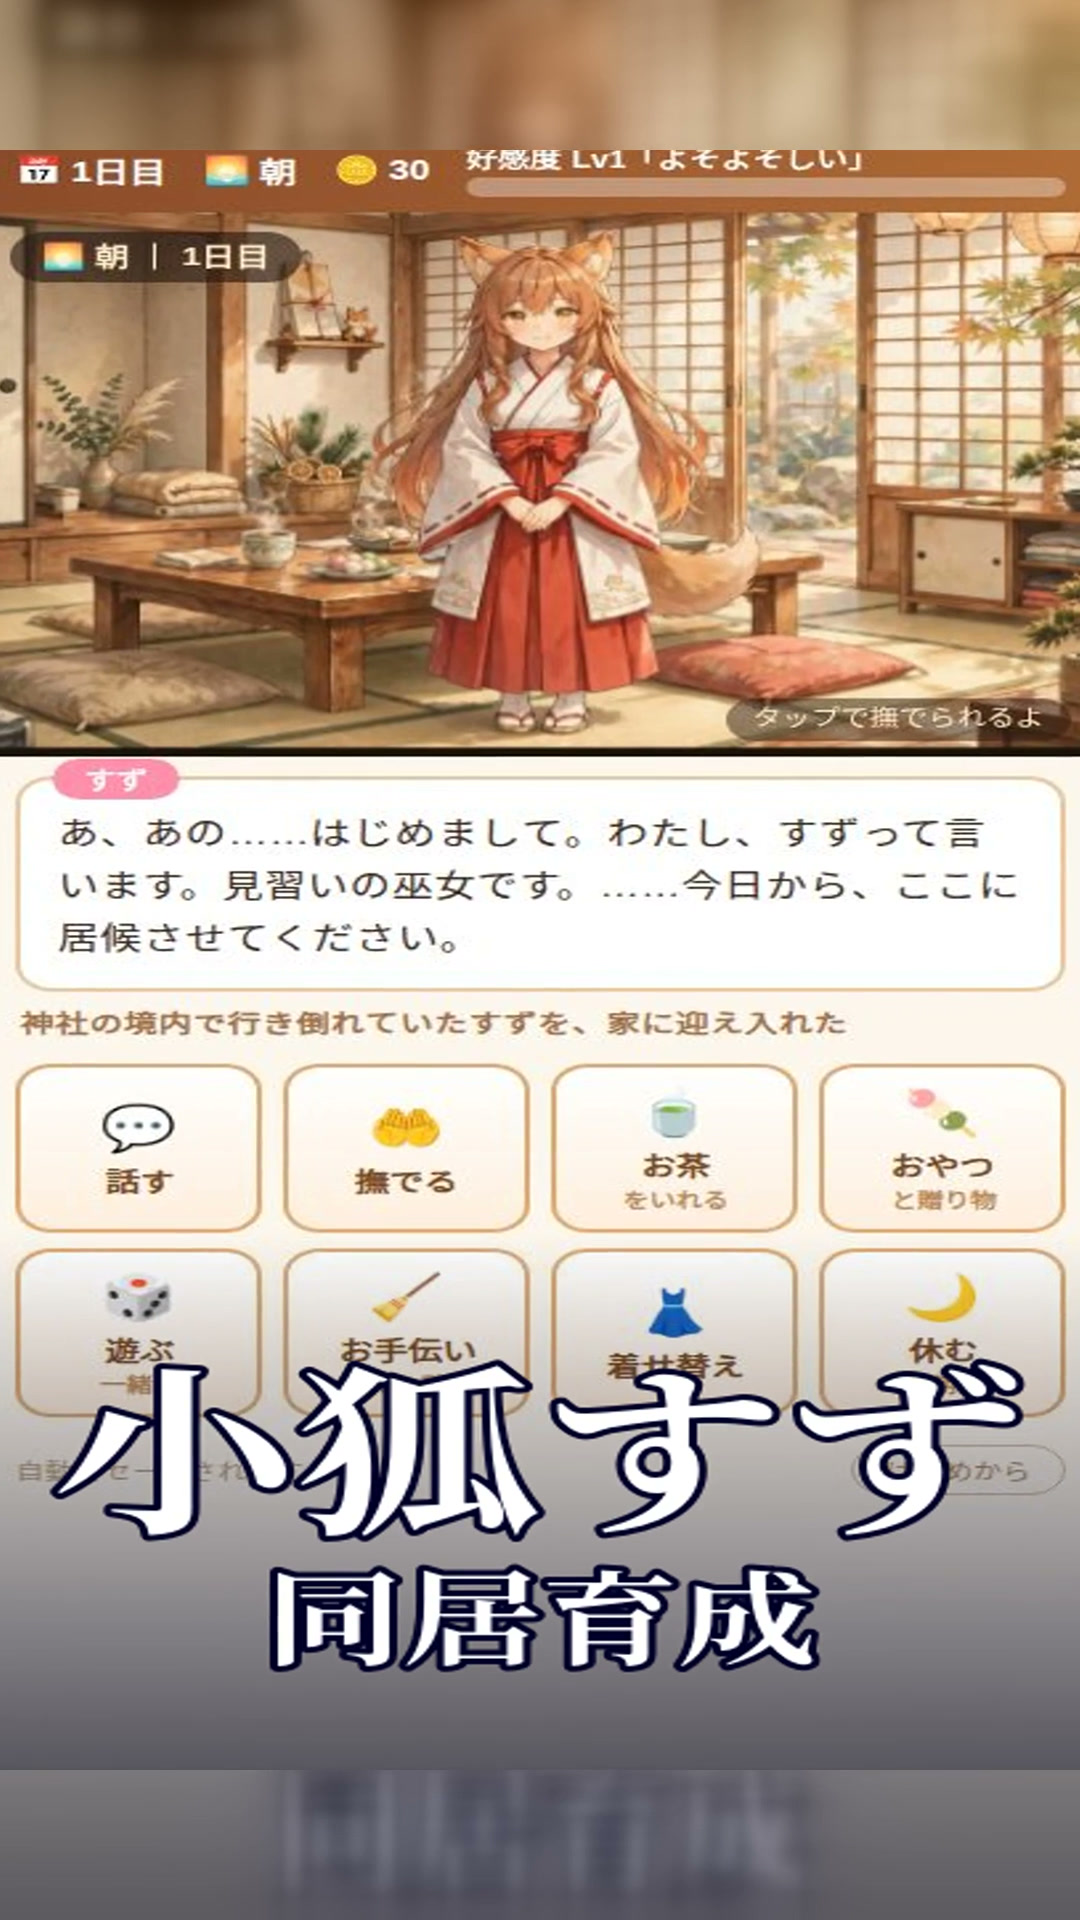 17 1日目 朝 30 好感度 Lv1「よそよそしい」
朝 | 1日目
タップで撫でられるよ
すず
あ、あの……はじめまして。わたし、すずって言
います。見習いの巫女です。……今日から、ここに
居候させてください。
神社の境内で行き倒れていたすずを、家に迎え入れた
話す
撫でる
お茶
をいれる
おやつ
と贈り物
遊ぶ
一緒
お手伝い
着せ替え
休む
小狐すず
同居育成